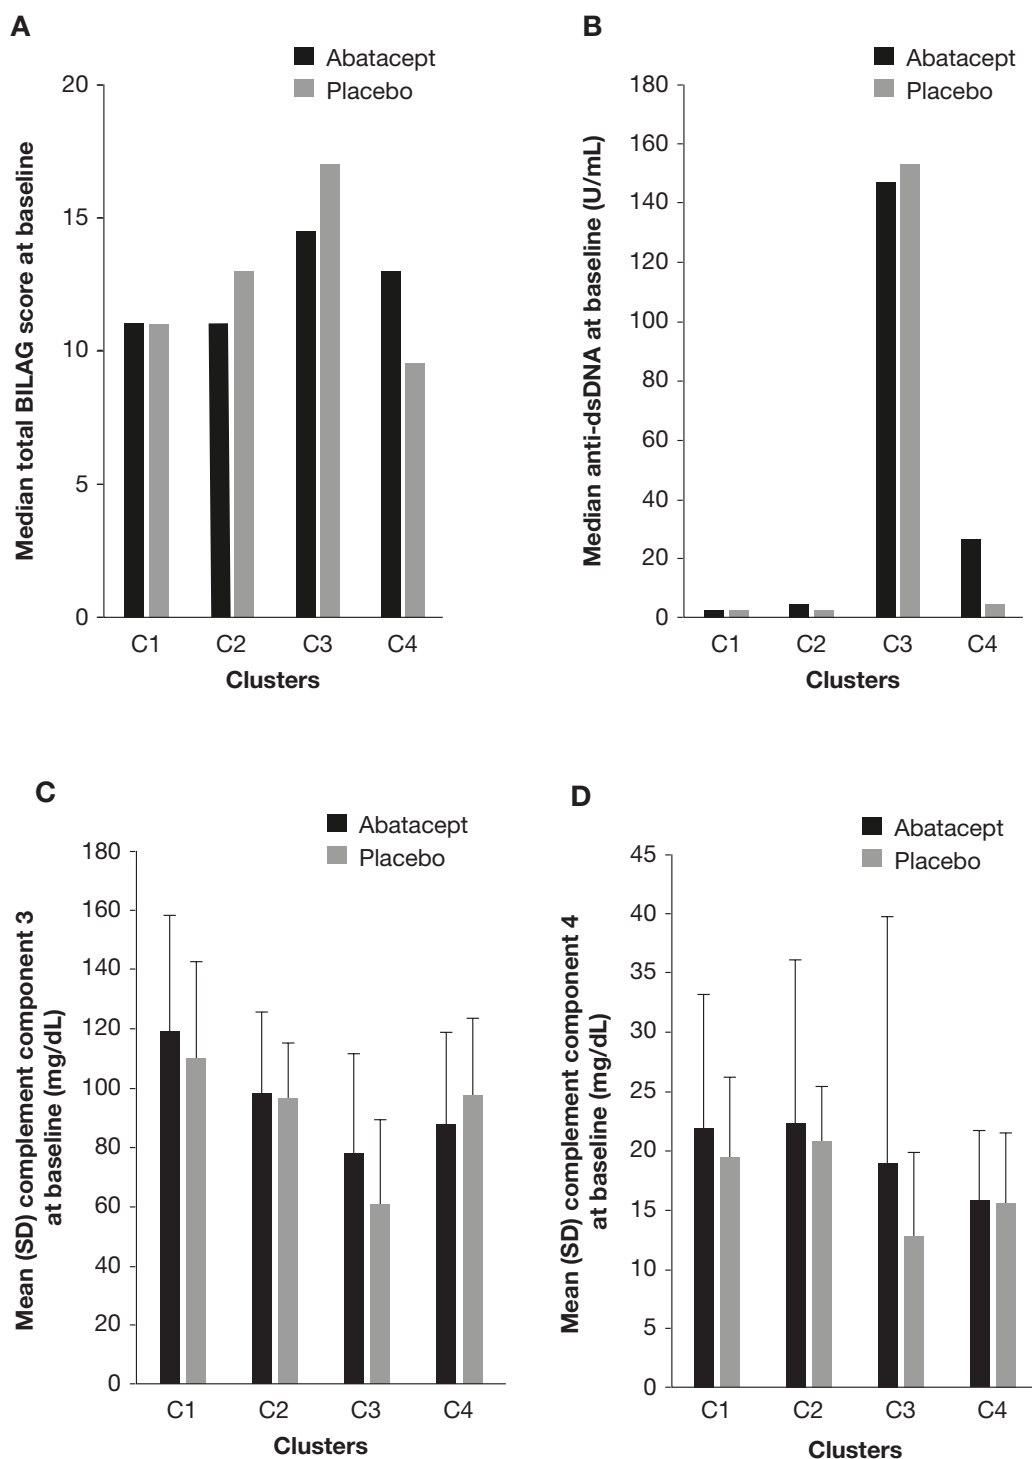 A
Abatacept
Placebo
Median total BILAG score at baseline
20
15
10
5
0
C1 C2 C3 C4
Clusters
B
Abatacept
Placebo
Median anti-dsDNA at baseline (U/mL)
180
160
140
120
100
80
60
40
20
0
C1 C2 C3 C4
Clusters
C
Abatacept
Placebo
Mean (SD) complement component 3
at baseline (mg/dL)
180
160
140
120
100
80
60
40
20
0
C1 C2 C3 C4
Clusters
D
Abatacept
Placebo
Mean (SD) complement component 4
at baseline (mg/dL)
45
40
35
30
25
20
15
10
5
0
C1 C2 C3 C4
Clusters